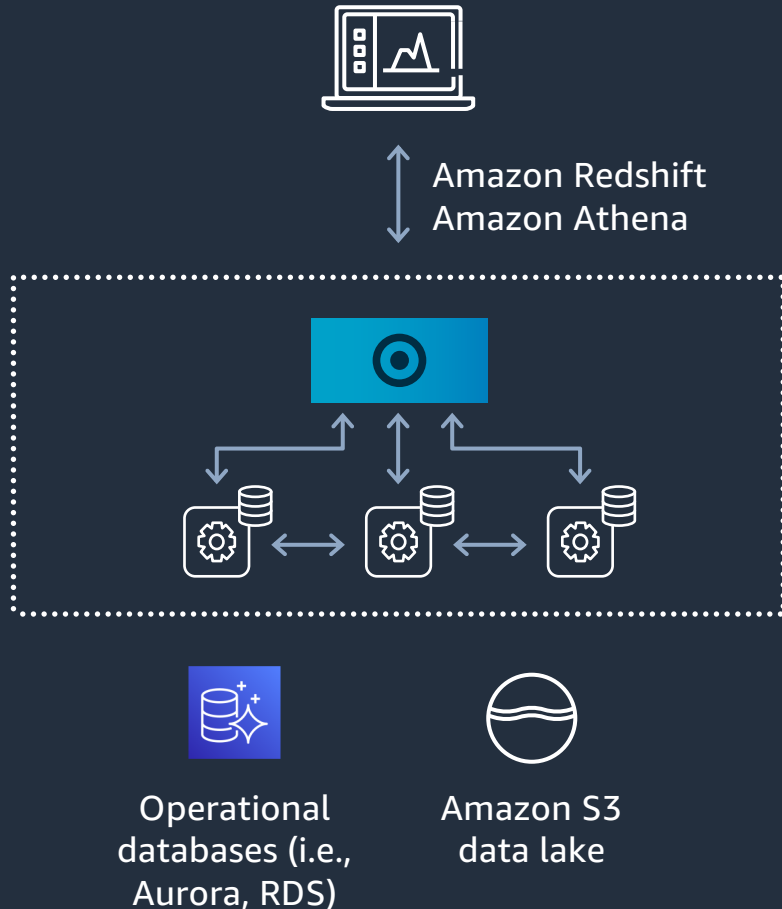 Amazon Redshift
Amazon Athena
Operational
databases (i.e.,
Aurora, RDS)
Amazon S3
data lake